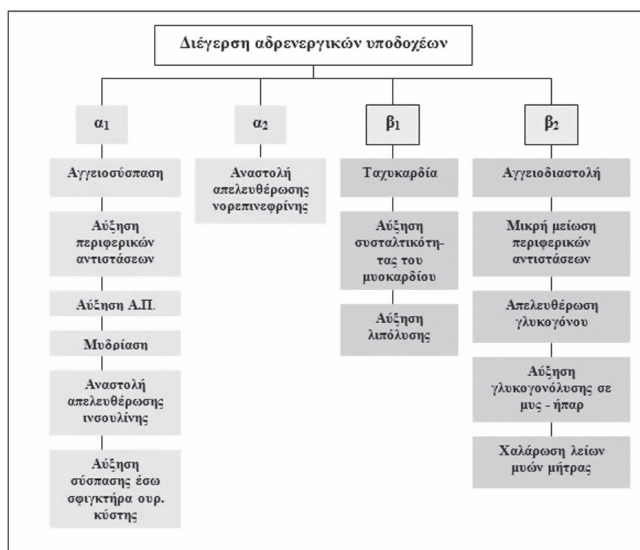 Διέγερση αδρενεργικών υποδοχέων
α1
Αγγειοσύσπαση
Αύξηση
περιφερικών
αντιστάσεων
Αύξηση Α.Π.
Μυδρίαση
Αναστολή
απελευθέρωσης
ινσουλίνης
Αύξηση
σύσπασης έσω
σφιγκτήρα ουρ.
κύστης
α2
Αναστολή
απελευθέρωσης
νορεπινεφρίνης
β1
Ταχυκαρδία
Αύξηση
συσταλτικότη-
τας του
μυοκαρδίου
Αύξηση
λιπόλυσης
β2
Αγγειοδιαστολή
Μικρή μείωση
περιφερικών
αντιστάσεων
Απελευθέρωση
γλυκογόνου
Αύξηση
γλυκογονόλυσης σε
μυς - ήπαρ
Χαλάρωση λείων
μυών μήτρας